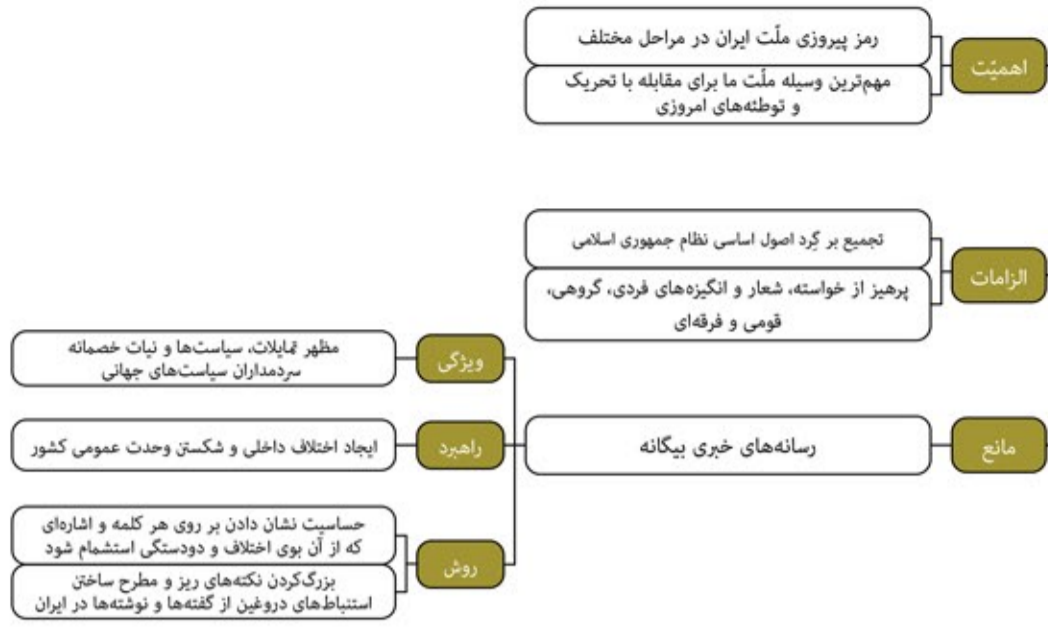 اهمیّت
رمز پیروزی ملّت ایران در مراحل مختلف
مهم‌ترین وسیله ملّت ما برای مقابله با تحریک
و توطئه‌های امروزی
الزامات
تجمیع بر گِرد اصول اساسی نظام جمهوری اسلامی
پرهیز از خواسته، شعار و انگیزه‌های فردی، گروهی،
قومی و فرقه‌ای
مانع
رسانه‌های خبری بیگانه
ویژگی
مظهر تمایلات، سیاست‌ها و نیات خصمانه
سردمداران سیاست‌های جهانی
راهبرد
ایجاد اختلاف داخلی و شکستن وحدت عمومی کشور
روش
حساسیت نشان دادن بر روی هر کلمه و اشاره‌ای
که از آن بوی اختلاف و دودستگی استشمام شود
بزرگ‌کردن نکته‌های ریز و مطرح ساختن
استنباط‌های دروغین از گفته‌ها و نوشته‌ها در ایران